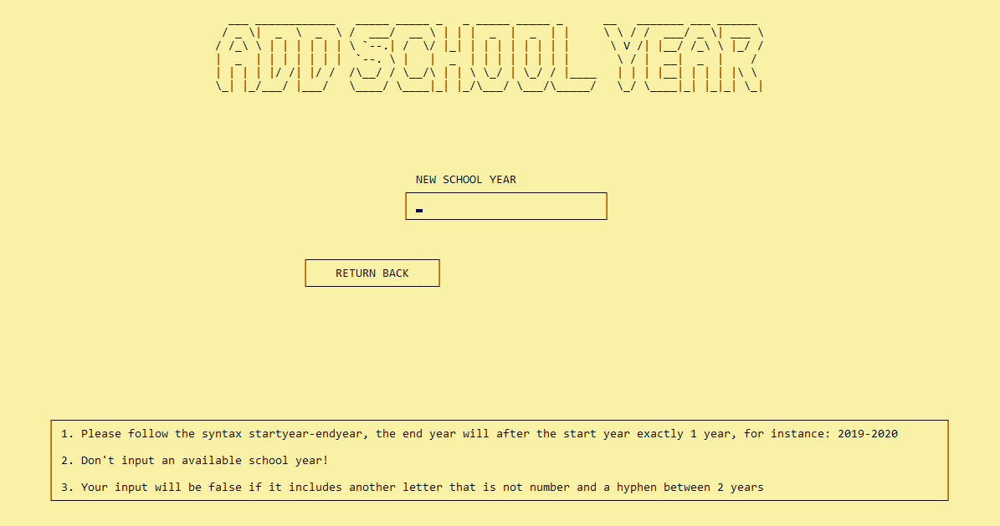 ADD SCHOOL YEAR
NEW SCHOOL YEAR
RETURN BACK
1. Please follow the syntax startyear-endyear, the end year will after the start year exactly 1 year, for instance: 2019-2020
2. Don't input an available school year!
3. Your input will be false if it includes another letter that is not number and a hyphen between 2 years